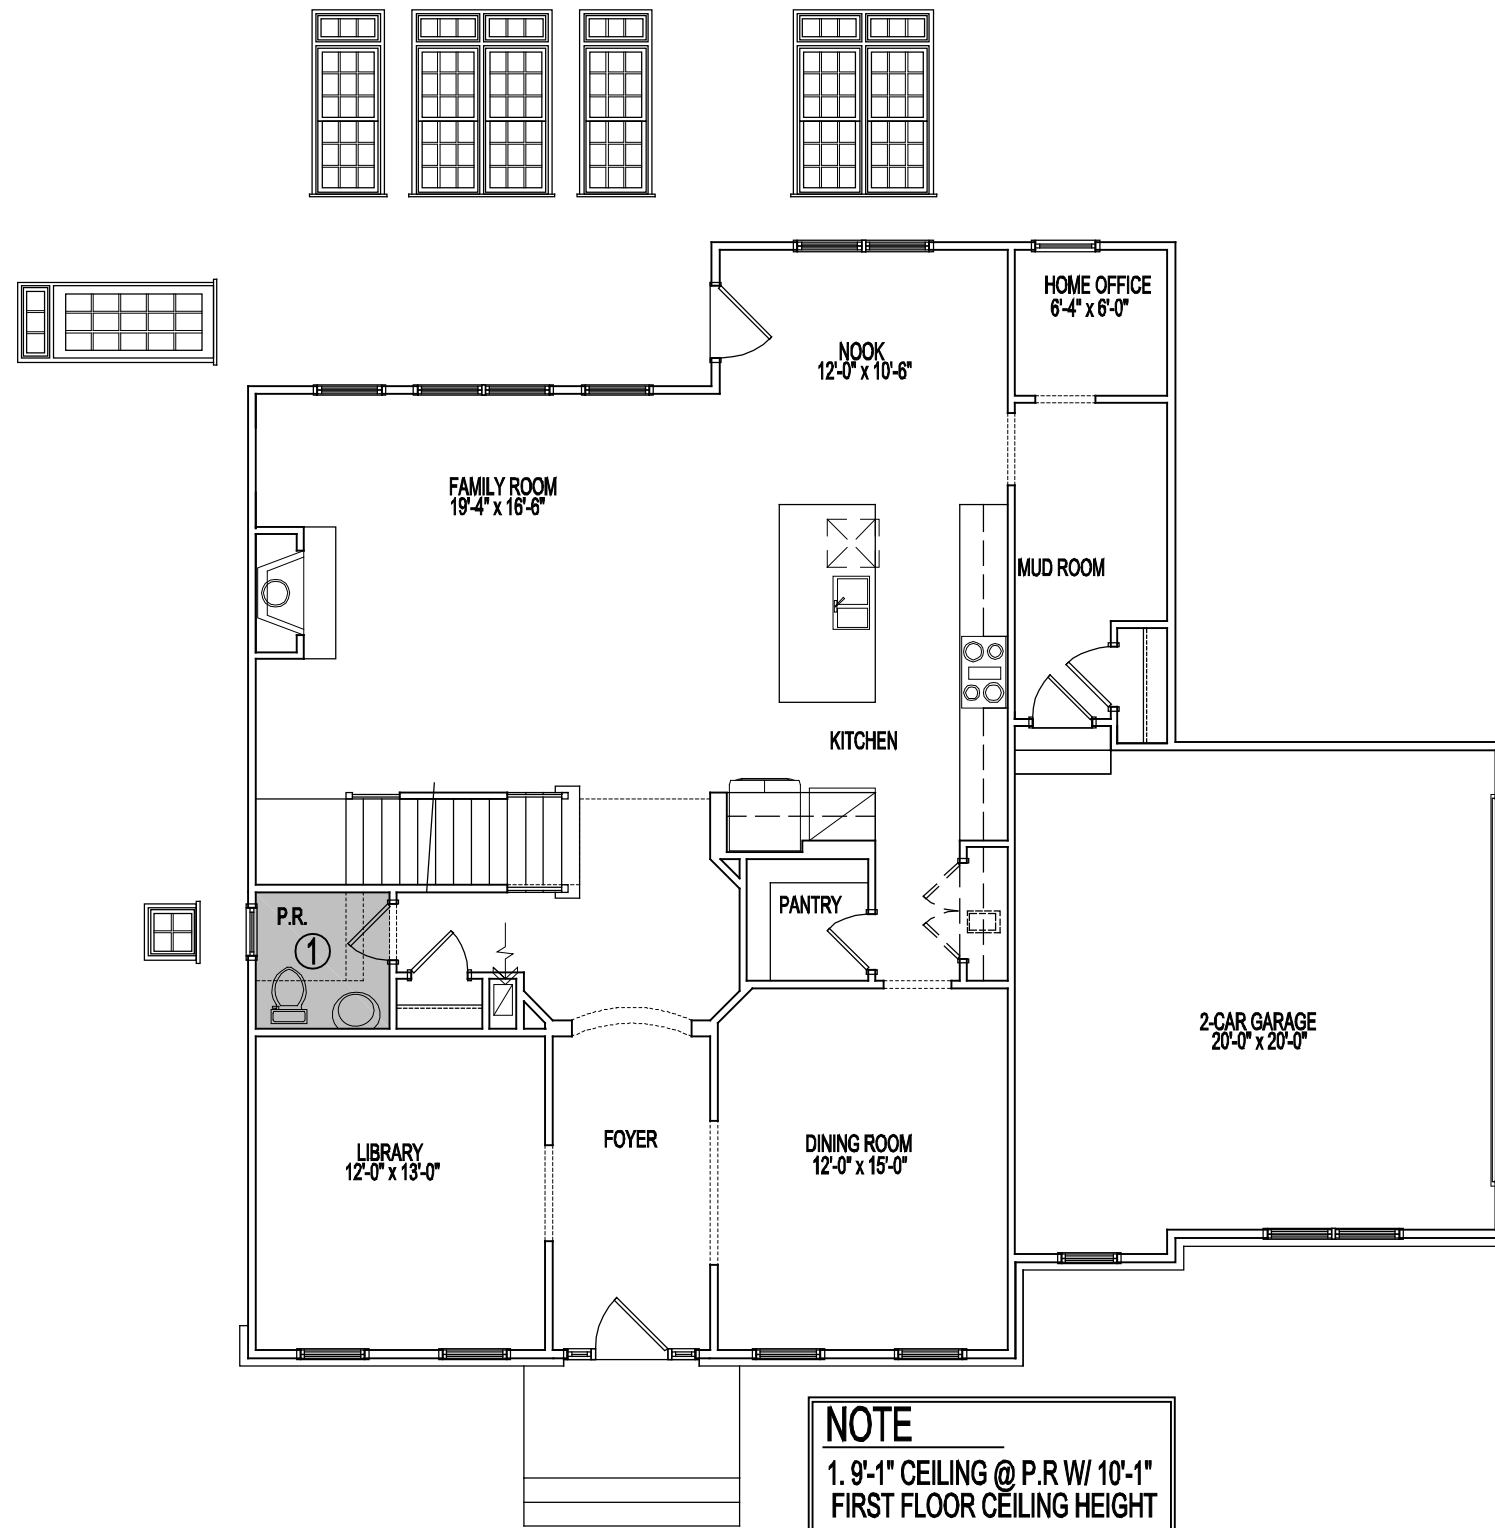 HOME OFFICE
6'-4" x 6'-0"
NOOK
12'-0" x 10'-6"
FAMILY ROOM
19'-4" x 16'-6"
MUD ROOM
KITCHEN
PANTRY
P.R.
1
2-CAR GARAGE
20'-0" x 20'-0"
FOYER
LIBRARY
12'-0" x 13'-0"
DINING ROOM
12'-0" x 15'-0"
NOTE
1. 9'-1" CEILING @ P.R W/ 10'-1"
FIRST FLOOR CEILING HEIGHT